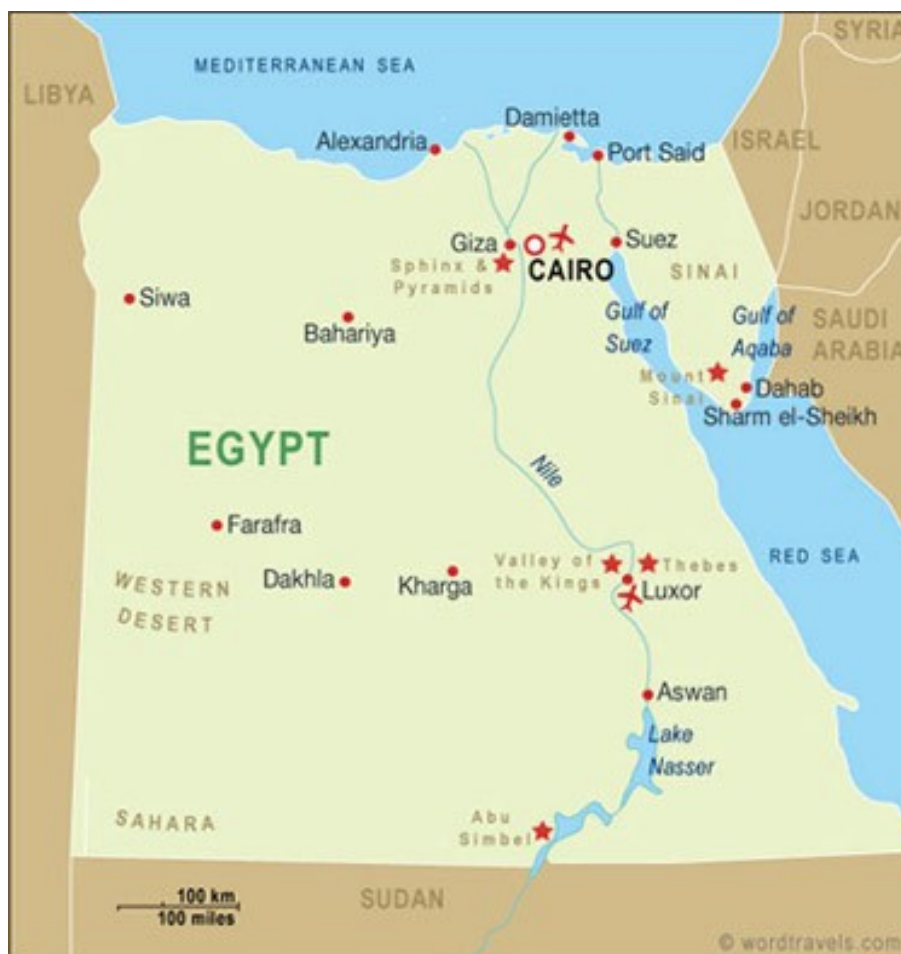 SYRIA
MEDITERRANEAN SEA
LIBYA
Damietta
Alexandria
ISRAEL
Port Said
JORDAN
Giza
Suez
CAIRO
Sphinx &
Pyramids
SINAI
Siwa
Bahariya
Gulf of
Suez
Gulf of
Aqaba
SAUDI
ARABIA
Mount
Sinai
Dahab
Sharm el-Sheikh
EGYPT
Nile
Farafra
RED SEA
Valley of
the Kings
Thebes
Dakhla
Kharga
Luxor
WESTERN
DESERT
Aswan
Lake
Nasser
SAHARA
Abu
Simbel
100 km
100 miles
SUDAN
© wordtravels.com